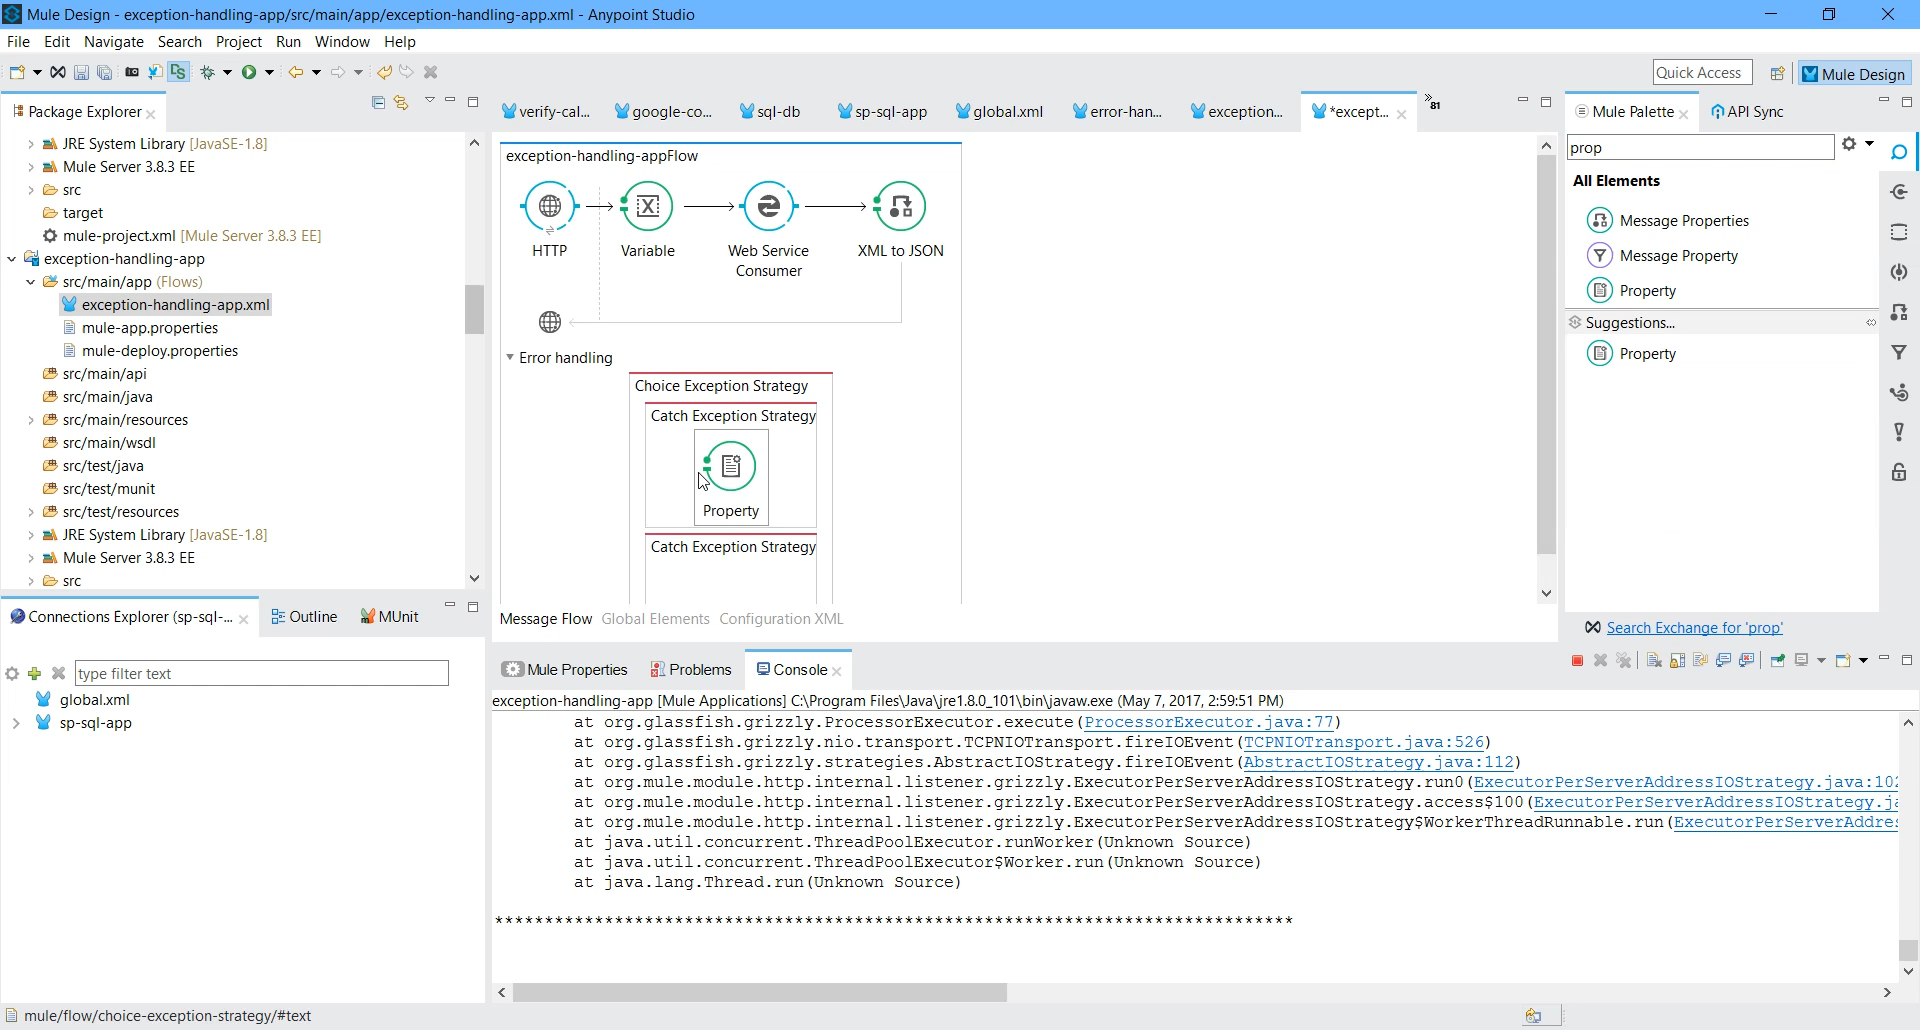 Mule Design - exception-handling-app/src/main/app/exception-handling-app.xml - Anypoint Studio
File Edit Navigate Search Project Run Window Help
Quick Access
Mule Design
Package Explorer
JRE System Library [JavaSE-1.8]
Mule Server 3.8.3 EE
src
target
mule-project.xml [Mule Server 3.8.3 EE]
exception-handling-app
src/main/app (Flows)
exception-handling-app.xml
mule-app.properties
mule-deploy.properties
src/main/api
src/main/java
src/main/resources
src/main/wsdl
src/test/java
src/test/munit
src/test/resources
JRE System Library [JavaSE-1.8]
Mule Server 3.8.3 EE
src
Connections Explorer (sp-sql-... Outline MUnit
type filter text
global.xml
sp-sql-app
verify-cal... google-co... sql-db sp-sql-app global.xml error-han... exception... *except... »81
exception-handling-appFlow
HTTP
Variable
Web Service
Consumer
XML to JSON
Error handling
Choice Exception Strategy
Catch Exception Strategy
Property
Catch Exception Strategy
Message Flow Global Elements Configuration XML
Mule Palette API Sync
prop
All Elements
Message Properties
Message Property
Property
Suggestions...
Property
Search Exchange for 'prop'
Mule Properties Problems Console
exception-handling-app [Mule Applications] C:\Program Files\Java\jre1.8.0_101\bin\javaw.exe (May 7, 2017, 2:59:51 PM)
at org.glassfish.grizzly.ProcessorExecutor.execute(ProcessorExecutor.java:77)
at org.glassfish.grizzly.nio.transport.TCPNIOTransport.fireIOEvent(TCPNIOTransport.java:526)
at org.glassfish.grizzly.strategies.AbstractIOStrategy.fireIOEvent(AbstractIOStrategy.java:112)
at org.mule.module.http.internal.listener.grizzly.ExecutorPerServerAddressIOStrategy.run0(ExecutorPerServerAddressIOStrategy.java:102
at org.mule.module.http.internal.listener.grizzly.ExecutorPerServerAddressIOStrategy.access$100(ExecutorPerServerAddressIOStrategy.ja
at org.mule.module.http.internal.listener.grizzly.ExecutorPerServerAddressIOStrategy$WorkerThreadRunnable.run(ExecutorPerServerAddres
at java.util.concurrent.ThreadPoolExecutor.runWorker(Unknown Source)
at java.util.concurrent.ThreadPoolExecutor$Worker.run(Unknown Source)
at java.lang.Thread.run(Unknown Source)
********************************************************************************
mule/flow/choice-exception-strategy/#text